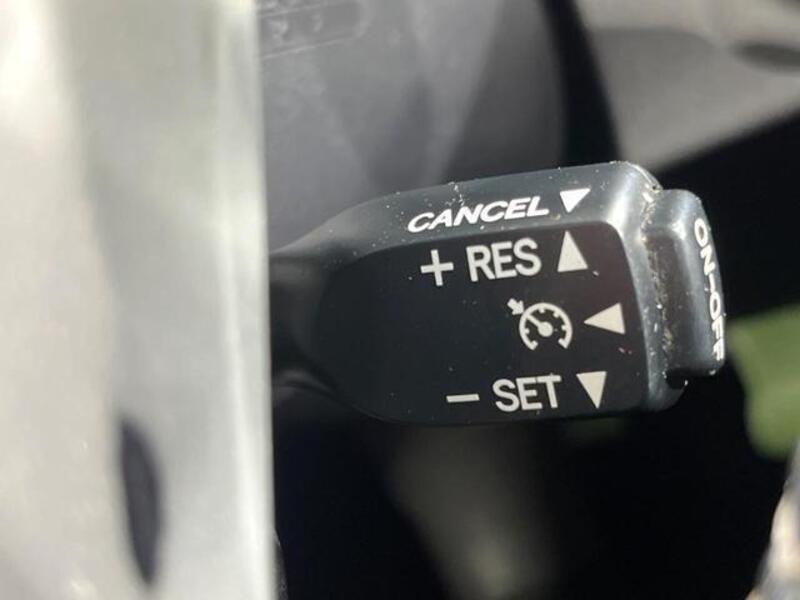 CANCEL ▼
+ RES ▲
◀
- SET ▼
ON-OFF